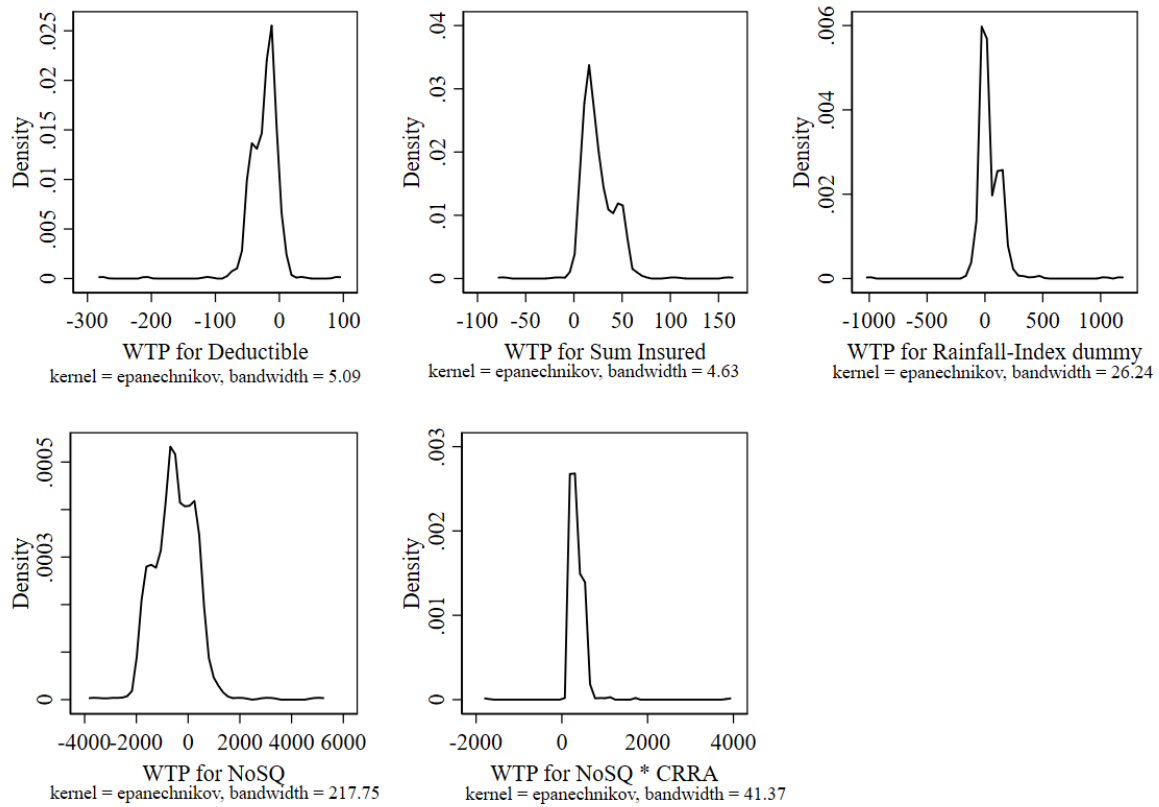 Density
0 .005 .01 .015 .02 .025
-300 -200 -100 0 100
WTP for Deductible
kernel = epanechnikov, bandwidth = 5.09
Density
0 .01 .02 .03 .04
-100 -50 0 50 100 150
WTP for Sum Insured
kernel = epanechnikov, bandwidth = 4.63
Density
0 .002 .004 .006
-1000 -500 0 500 1000
WTP for Rainfall-Index dummy
kernel = epanechnikov, bandwidth = 26.24
Density
0 .0003 .0005
-4000 -2000 0 2000 4000 6000
WTP for NoSQ
kernel = epanechnikov, bandwidth = 217.75
Density
0 .001 .002 .003
-2000 0 2000 4000
WTP for NoSQ * CRRA
kernel = epanechnikov, bandwidth = 41.37